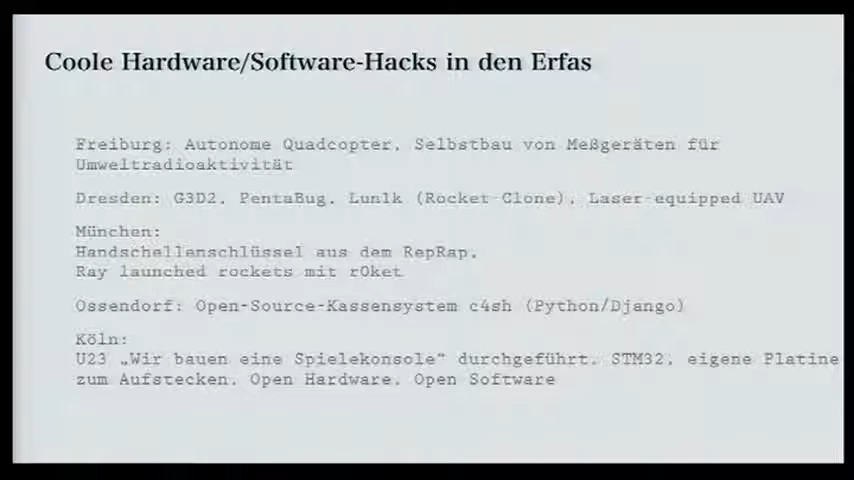 Coole Hardware/Software-Hacks in den Erfas
Freiburg: Autonome Quadcopter, Selbstbau von Meßgeräten für
Umweltradioaktivität
Dresden: G3D2, PentaBug, Lun1k (Rocket-Clone), Laser-equipped UAV
München:
Handschellenschlüssel aus dem RepRap,
Ray launched rockets mit r0ket
Ossendorf: Open-Source-Kassensystem c4sh (Python/Django)
Köln:
U23 „Wir bauen eine Spielekonsole“ durchgeführt. STM32, eigene Platine
zum Aufstecken. Open Hardware, Open Software